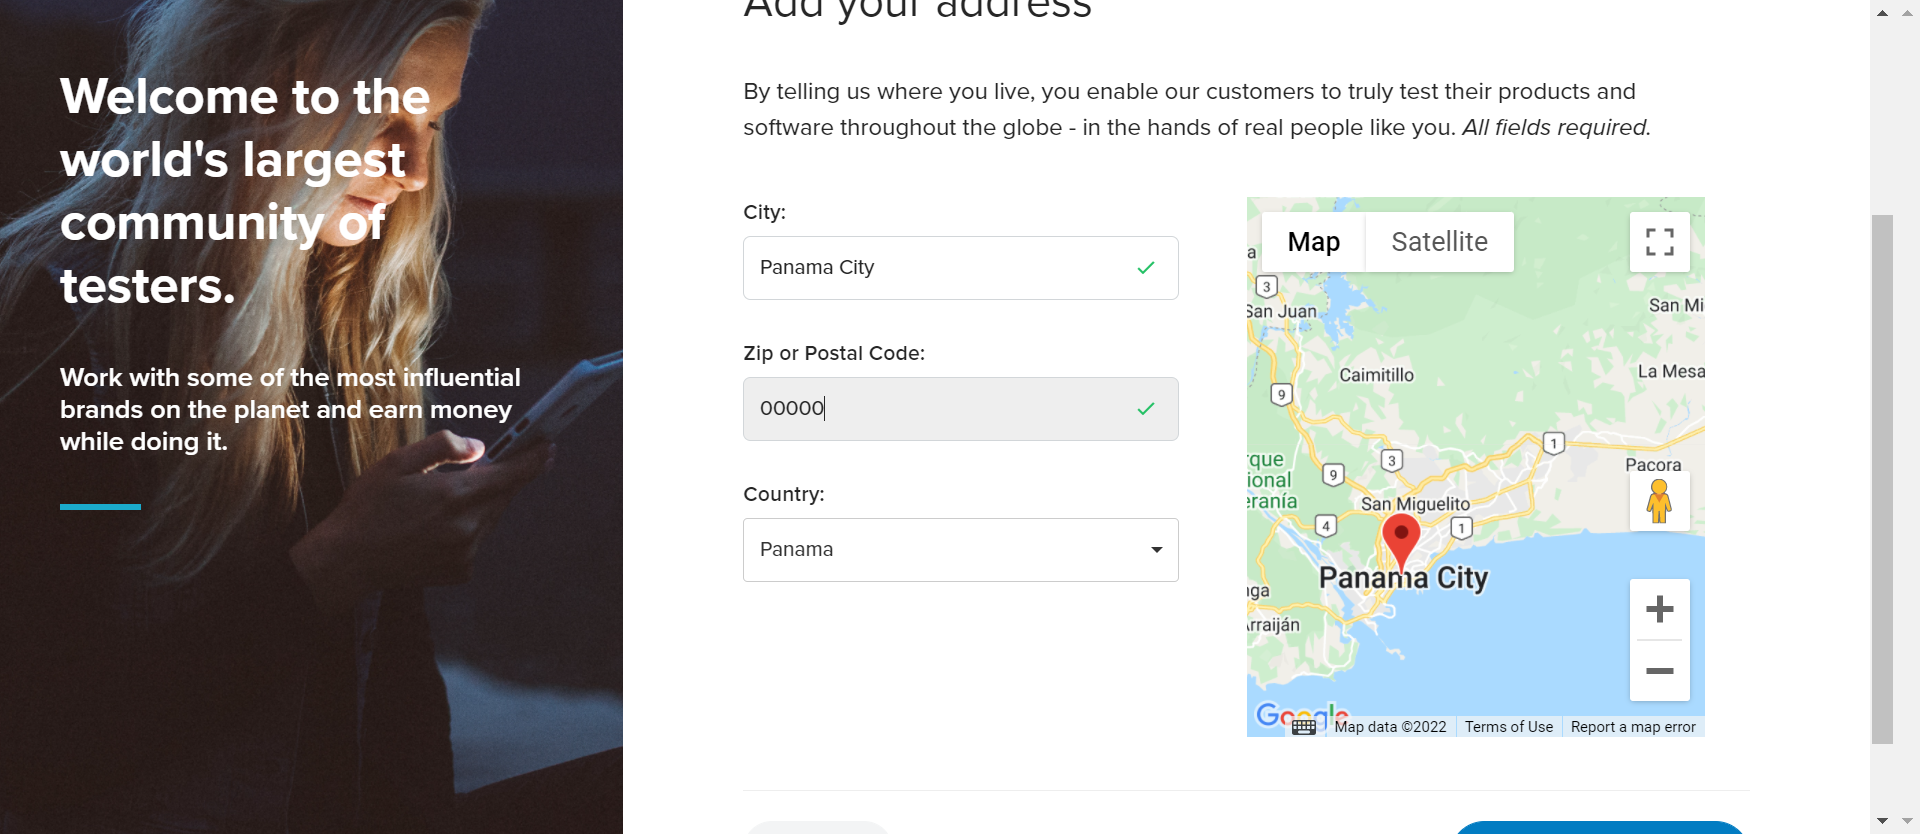 Welcome to the
world's largest
community of
testers.
Work with some of the most influential
brands on the planet and earn money
while doing it.
Add your address
By telling us where you live, you enable our customers to truly test their products and
software throughout the globe - in the hands of real people like you. All fields required.
City:
Panama City
Zip or Postal Code:
00000
Country:
Panama
Map
Satellite
a
3
San Juan
San Mi
Caimitillo
La Mesa
9
1
3
9
rque
ional
eranía
Pacora
San Miguelito
4
1
Panama City
nga
Arraiján
Google
Map data ©2022
Terms of Use
Report a map error